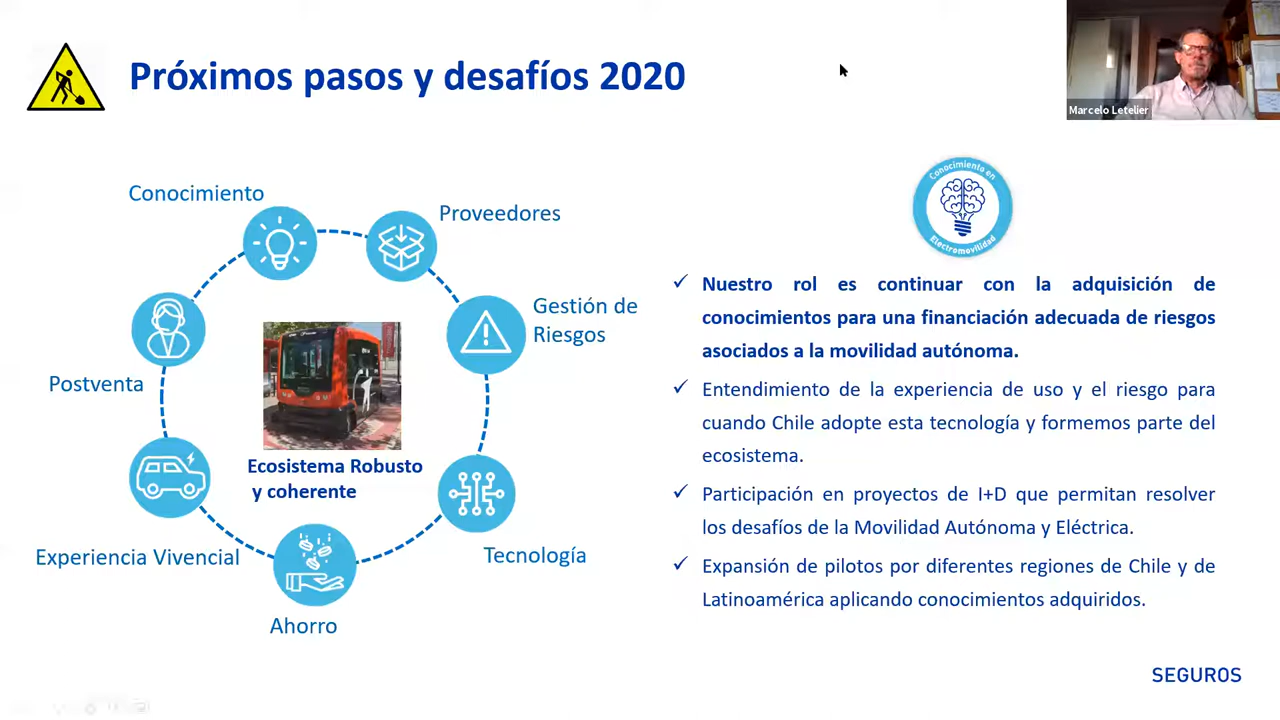 Próximos pasos y desafíos 2020
Marcelo Letelier
Conocimiento
Proveedores
Gestión de
Riesgos
Postventa
Ecosistema Robusto
y coherente
Experiencia Vivencial
Tecnología
Ahorro
Conocimiento en
Electromovilidad
✓ Nuestro rol es continuar con la adquisición de
conocimientos para una financiación adecuada de riesgos
asociados a la movilidad autónoma.
✓ Entendimiento de la experiencia de uso y el riesgo para
cuando Chile adopte esta tecnología y formemos parte del
ecosistema.
✓ Participación en proyectos de I+D que permitan resolver
los desafíos de la Movilidad Autónoma y Eléctrica.
✓ Expansión de pilotos por diferentes regiones de Chile y de
Latinoamérica aplicando conocimientos adquiridos.
SEGUROS